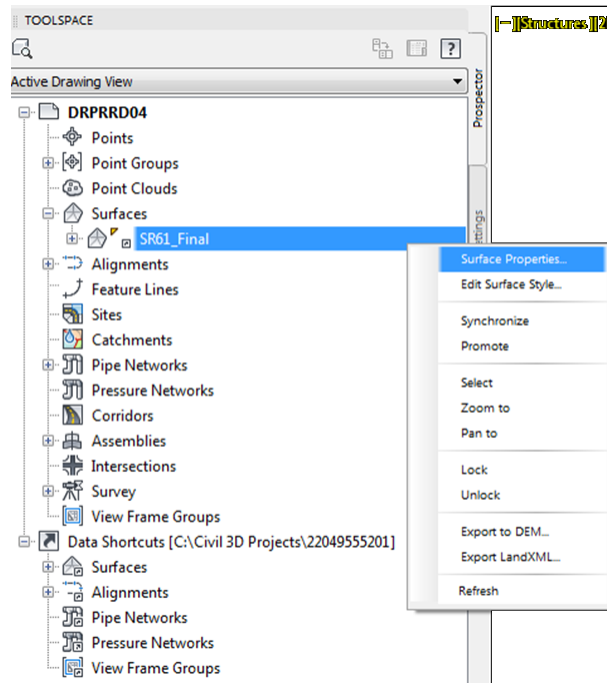 TOOLSPACE
[−][Structures][2
?
Active Drawing View
Prospector
DRPRRD04
Points
Point Groups
Point Clouds
Surfaces
SR61_Final
ttings
Surface Properties...
Alignments
Edit Surface Style...
Feature Lines
Sites
Synchronize
Catchments
Promote
Pipe Networks
Select
Pressure Networks
Zoom to
Corridors
Pan to
Assemblies
Intersections
Lock
Survey
Unlock
View Frame Groups
Export to DEM...
Data Shortcuts [C:\Civil 3D Projects\22049555201]
Export LandXML...
Surfaces
Refresh
Alignments
Pipe Networks
Pressure Networks
View Frame Groups